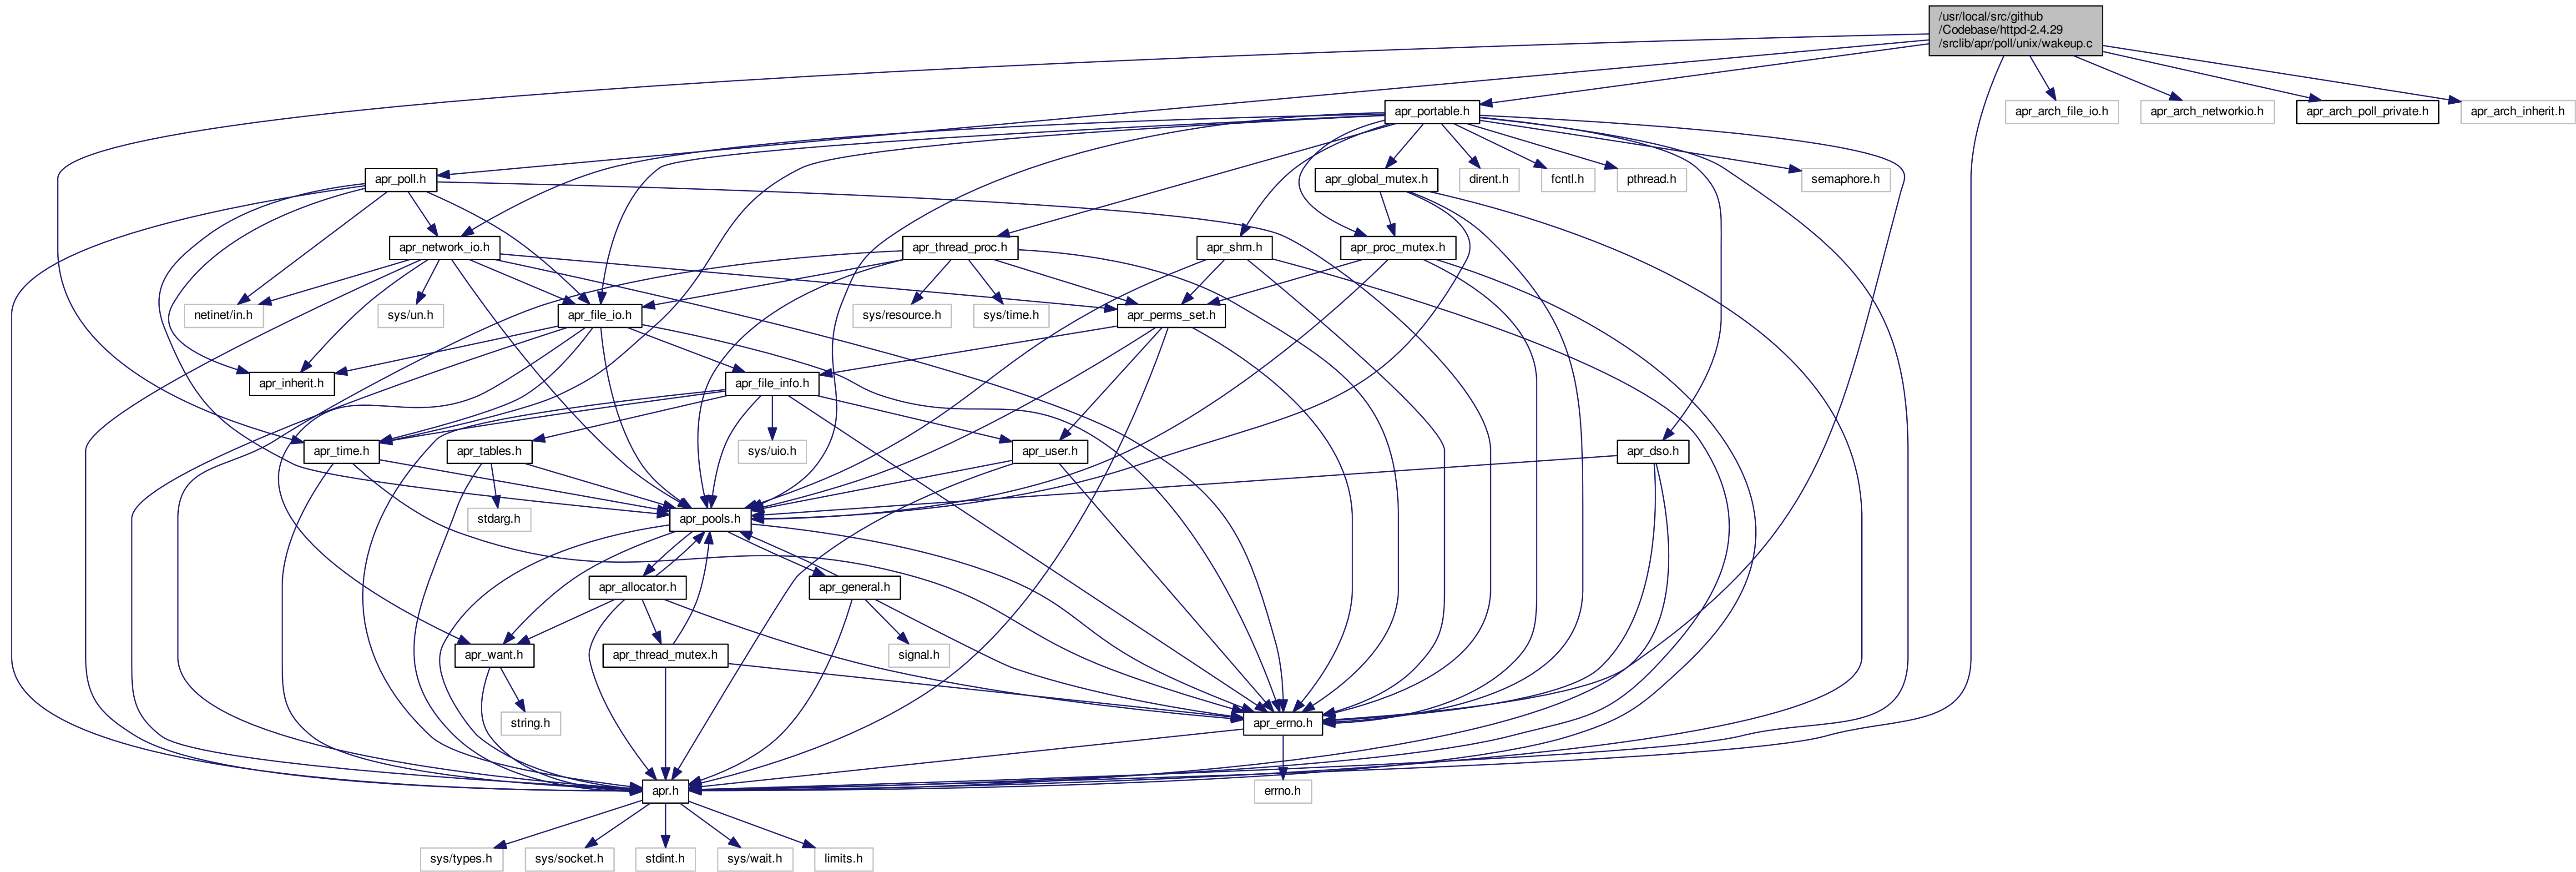 /usr/local/src/github
/Codebase/httpd-2.4.29
/srclib/apr/poll/unix/wakeup.c
apr_portable.h
apr_arch_file_io.h
apr_arch_networkio.h
apr_arch_poll_private.h
apr_arch_inherit.h
apr_poll.h
apr_global_mutex.h
dirent.h
fcntl.h
pthread.h
semaphore.h
apr_network_io.h
apr_thread_proc.h
apr_shm.h
apr_proc_mutex.h
netinet/in.h
sys/un.h
apr_file_io.h
sys/resource.h
sys/time.h
apr_perms_set.h
apr_inherit.h
apr_file_info.h
apr_time.h
apr_tables.h
sys/uio.h
apr_user.h
apr_dso.h
stdarg.h
apr_pools.h
apr_allocator.h
apr_general.h
apr_want.h
apr_thread_mutex.h
signal.h
string.h
apr_errno.h
apr.h
errno.h
sys/types.h
sys/socket.h
stdint.h
sys/wait.h
limits.h